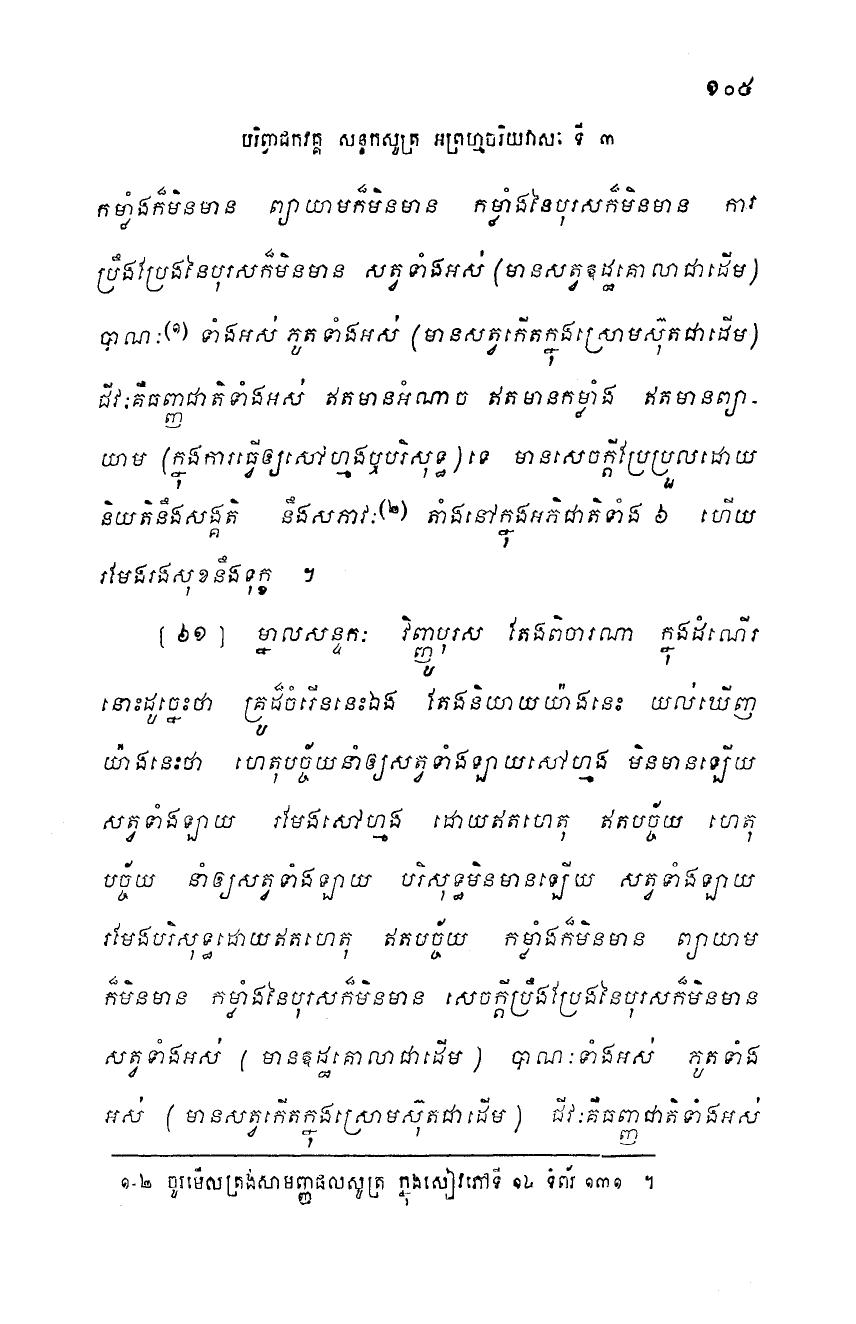 ១០៥
បរិព្វាជកវគ្គ សន្ទកសូត្រ អព្រហ្មចរិយវាសៈ ទី ៣
កម្លាំងក៏មិនមាន ព្យាយាមក៏មិនមាន កម្លាំងនៃបុរសក៏មិនមាន ការ
ប្រឹងប្រែងនៃបុរសក៏មិនមាន សត្វទាំងអស់ (មានសត្វឧដ្ឋគោលាជាដើម)
បាណៈ(១) ទាំងអស់ ភូតទាំងអស់ (មានសត្វកើតក្នុងស្រោមស៊ុតជាដើម)
ជីវៈគឺធញ្ញជាតិទាំងអស់ ឥតមានអំណាច ឥតមានកម្លាំង ឥតមានព្យា-
យាម (ក្នុងការធ្វើឲ្យសៅហ្មងឬបរិសុទ្ធ) ទេ មានសេចក្តីប្រែប្រួលដោយ
និយតិនឹងសង្គតិ នឹងសភាវៈ(២) តាំងនៅក្នុងអភិជាតិទាំង ៦ ហើយ
រមែងរងសុខនឹងទុក្ខ ។
[ ៦១ ] ម្នាលសន្ទកៈ វិញ្ញូបុរស តែងពិចារណា ក្នុងដំណើរ
នោះដូច្នេះថា គ្រូដ៏ចំរើននេះឯង តែងនិយាយយ៉ាងនេះ យល់ឃើញ
យ៉ាងនេះថា ហេតុបច្ច័យនាំឲ្យសត្វទាំងឡាយសៅហ្មង មិនមានឡើយ
សត្វទាំងឡាយ រមែងសៅហ្មង ដោយឥតហេតុ ឥតបច្ច័យ ហេតុ
បច្ច័យ នាំឲ្យសត្វទាំងឡាយ បរិសុទ្ធមិនមានឡើយ សត្វទាំងឡាយ
រមែងបរិសុទ្ធដោយឥតហេតុ ឥតបច្ច័យ កម្លាំងក៏មិនមាន ព្យាយាម
ក៏មិនមាន កម្លាំងនៃបុរសក៏មិនមាន សេចក្តីប្រឹងប្រែងនៃបុរសក៏មិនមាន
សត្វទាំងអស់ ( មានឧដ្ឋគោលាជាដើម ) បាណៈទាំងអស់ ភូតទាំង
អស់ ( មានសត្វកើតក្នុងស្រោមស៊ុតជាដើម ) ជីវៈគឺធញ្ញជាតិទាំងអស់
១-២ ចូរមើលត្រង់សាមញ្ញផលសូត្រ ក្នុងសៀវភៅទី ១៤ ទំព័រ ១៣១ ។